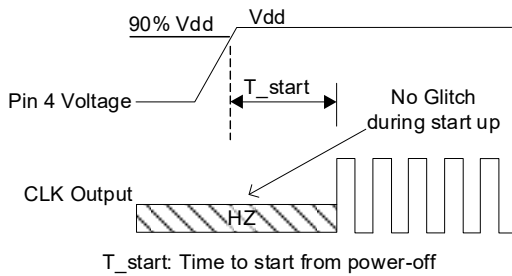 90% Vdd
Vdd
T_start
Pin 4 Voltage
No Glitch
during start up
CLK Output
HZ
T_start: Time to start from power-off